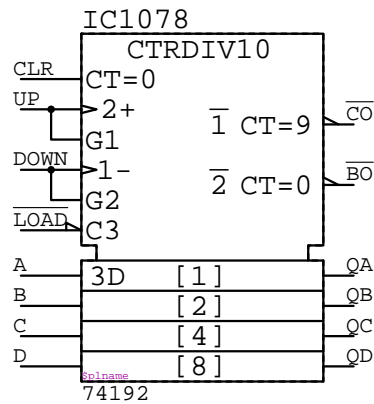 IC1078
CTRDIV10
CLR
CT=0
UP
2+
1 CT=9
CO
G1
DOWN
1-
2 CT=0
BO
G2
LOAD
C3
A
3D
[1]
QA
B
[2]
QB
C
[4]
QC
D
[8]
QD
$plname
74192